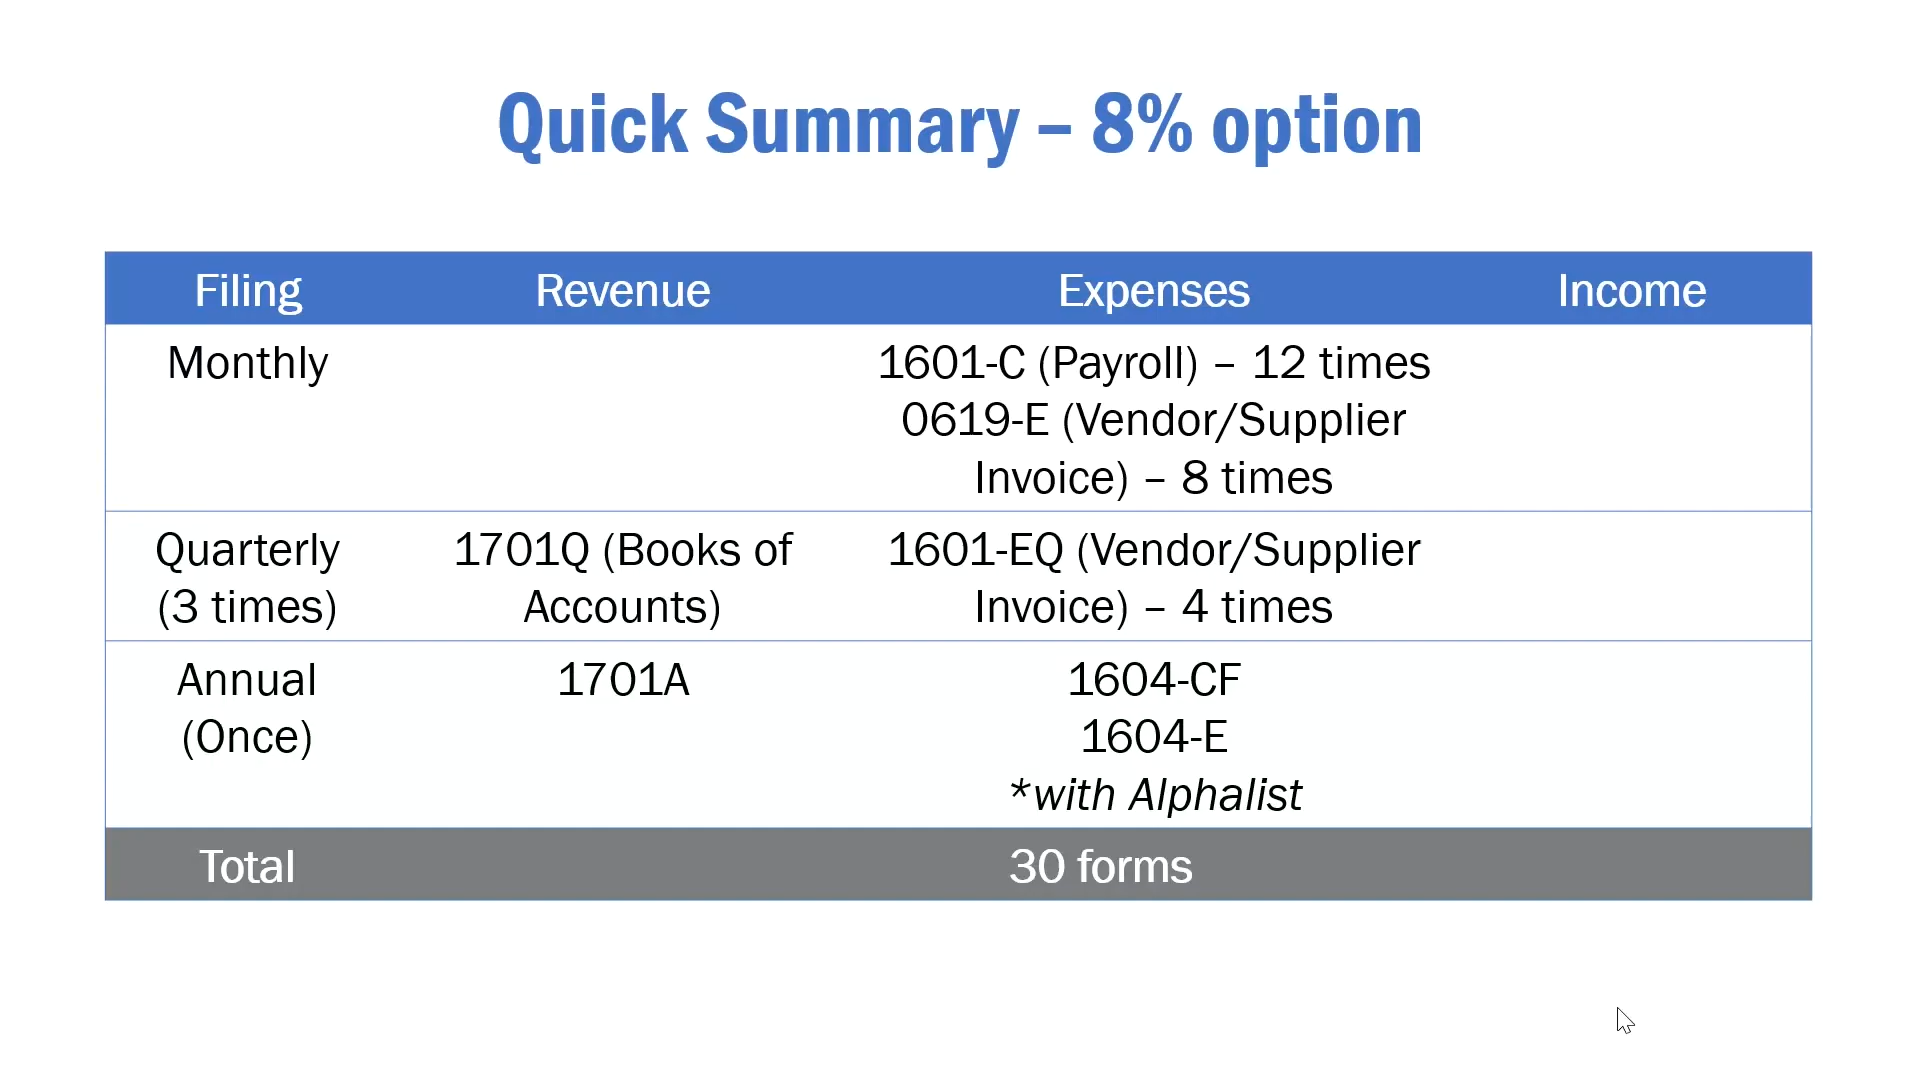 Quick Summary – 8% option
Filing Revenue Expenses Income
Monthly 1601-C (Payroll) – 12 times
0619-E (Vendor/Supplier
Invoice) – 8 times
Quarterly 1701Q (Books of 1601-EQ (Vendor/Supplier
(3 times) Accounts) Invoice) – 4 times
Annual 1701A 1604-CF
(Once) 1604-E
*with Alphalist
Total 30 forms